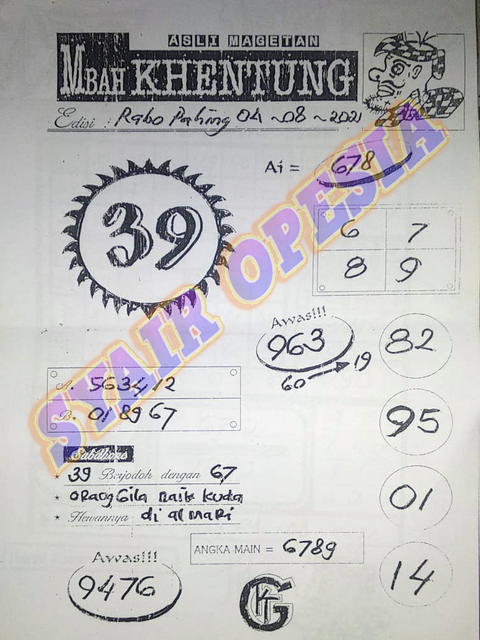 ASLI MAGETAN
MBAH KHENTUNG
Edisi : Rabo Pahing 04-08-2021
Ai = 678
39
6 7
8 9
Awas!!!
963
60 19
82
A. 563412
B. 018967
95
39 Berjodoh dengan 67
orang Gila naik kuda
Hewannya di almari
01
ANGKA MAIN = 6789
Awas!!!
9476
14
KTG
STAIR OPESIA